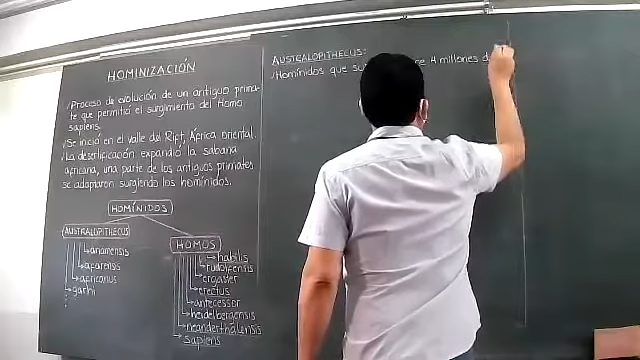 HOMINIZACIÓN
✓Proceso de evolución de un antiguo prima-
te que permitió el surgimiento del Homo
sapiens.
✓Se inició en el valle del Rift, África oriental.
✓La desertificación expandió la sabana
africana, una parte de los antiguos primates
se adaptaron surgiendo los homínidos.
HOMÍNIDOS
AUSTRALOPITHECUS
anamensis
afarensis
africanus
garhi
HOMOS
habilis
rudolfensis
ergaster
erectus
antecessor
heidelbergensis
neanderthalensis
sapiens
AUSTRALOPITHECUS:
✓Homínidos que 4 millones d